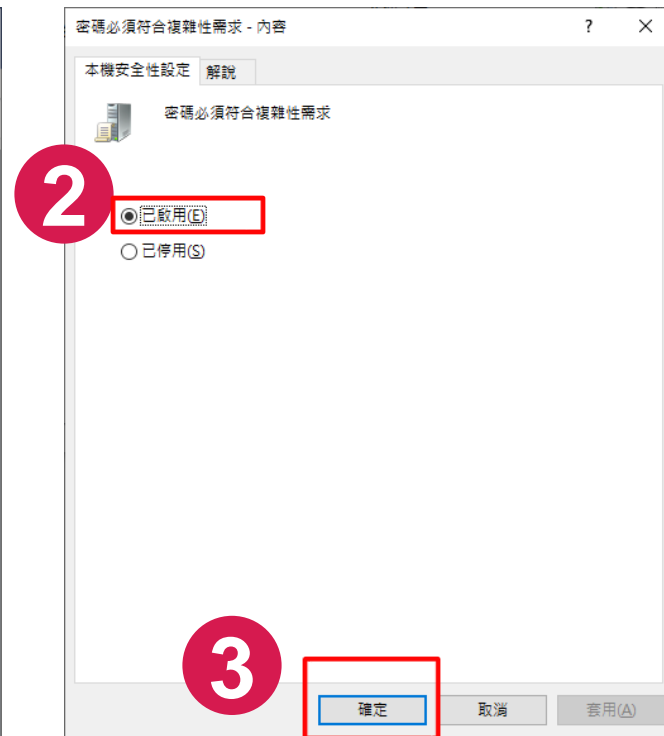 密碼必須符合複雜性需求 - 內容 ? ×
本機安全性設定 解說
密碼必須符合複雜性需求
2
已啟用(E)
已停用(S)
3
確定 取消 套用(A)